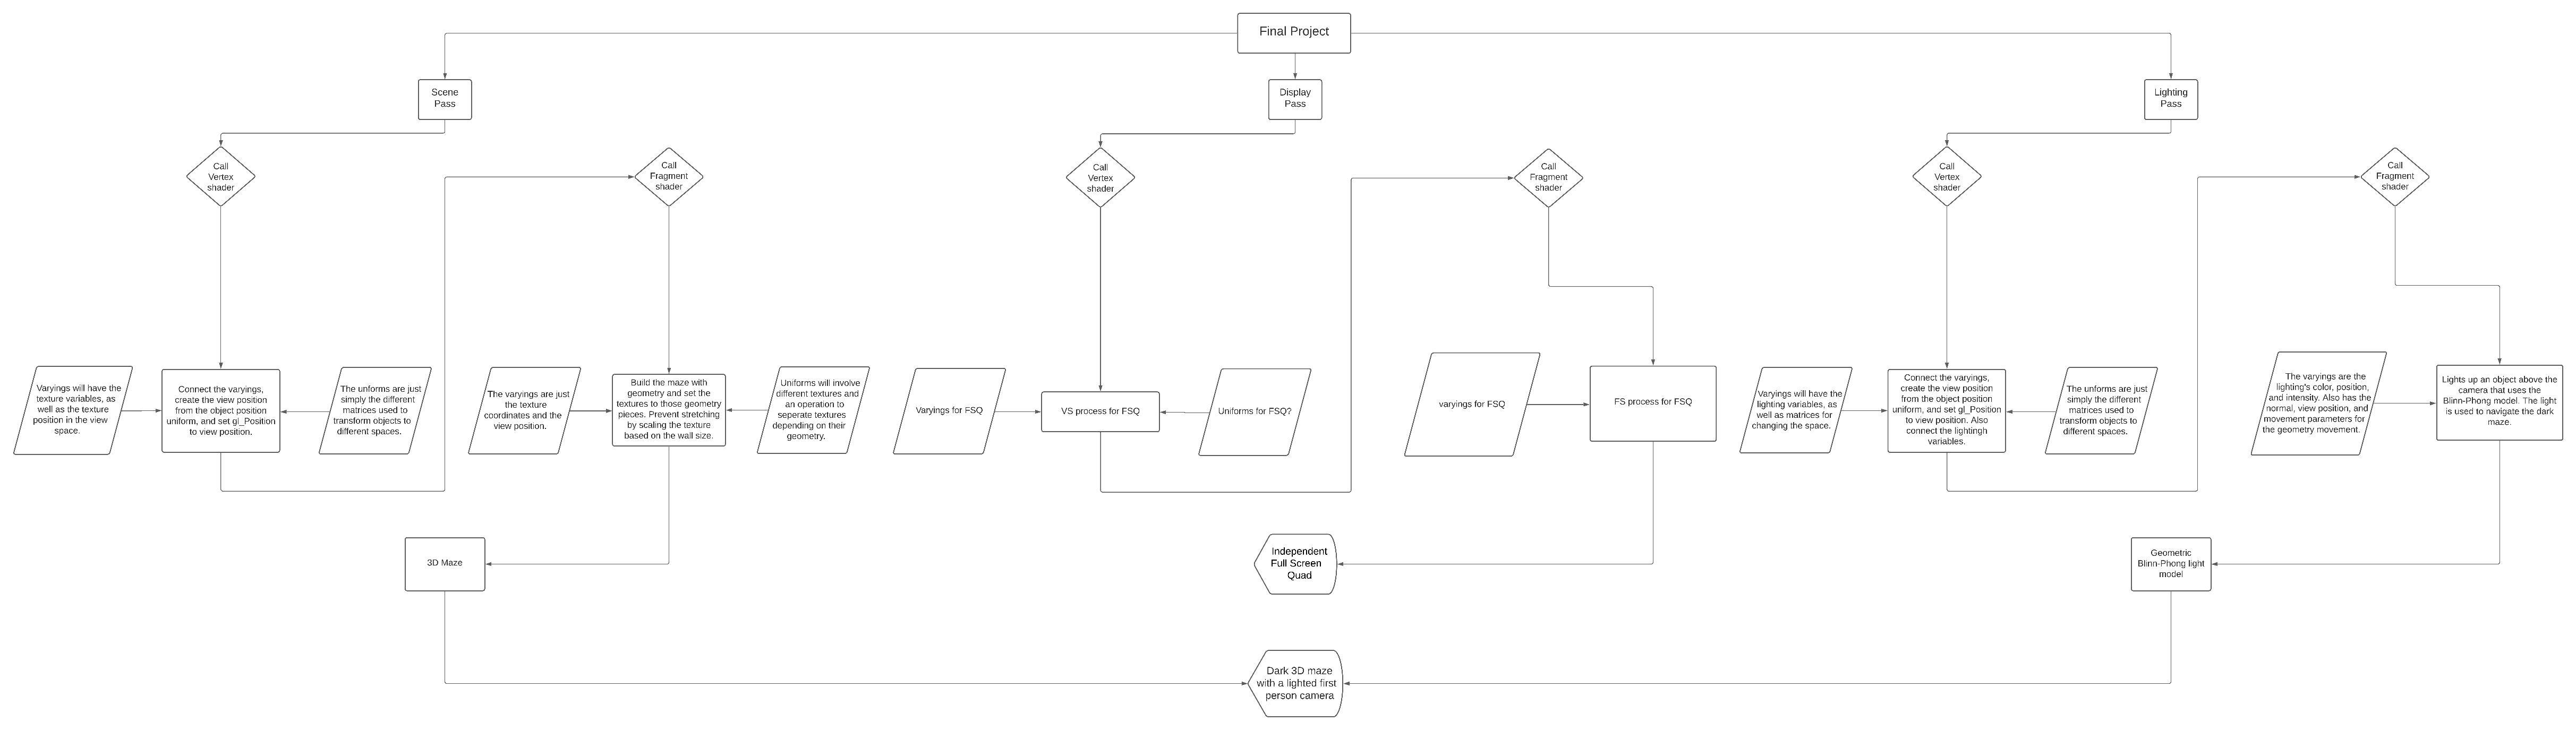 Final Project
Scene
Pass
Display
Pass
Lighting
Pass
Call
Vertex
shader
Call
Fragment
shader
Call
Vertex
shader
Call
Fragment
shader
Call
Vertex
shader
Call
Fragment
shader
Varyings will have the
texture variables, as
well as the texture
position in the view
space.
Connect the varyings,
create the view position
from the object position
uniform, and set gl_Position
to view position.
The unforms are just
simply the different
matrices used to
transform objects to
different spaces.
The varyings are just
the texture
coordinates and the
view position.
Build the maze with
geometry and set the
textures to those geometry
pieces. Prevent stretching
by scaling the texture
based on the wall size.
Uniforms will involve
different textures and
an operation to
seperate textures
depending on their
geometry.
Varyings for FSQ
VS process for FSQ
Uniforms for FSQ?
varyings for FSQ
FS process for FSQ
Varyings will have the
lighting variables, as
well as matrices for
changing the space.
Connect the varyings,
create the view position
from the object position
uniform, and set gl_Position
to view position. Also
connect the lightingh
variables.
The unforms are just
simply the different
matrices used to
transform objects to
different spaces.
The varyings are the
lighting's color, position,
and intensity. Also has the
normal, view position, and
movement parameters for
the geometry movement.
Lights up an object above the
camera that uses the
Blinn-Phong model. The light
is used to navigate the dark
maze.
3D Maze
Independent
Full Screen
Quad
Geometric
Blinn-Phong light
model
Dark 3D maze
with a lighted first
person camera